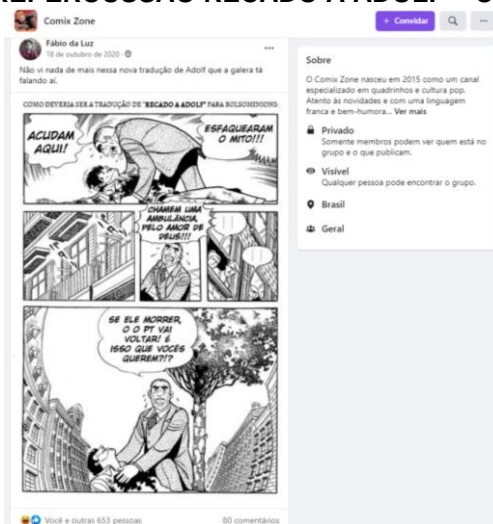 REPERCUSSÃO RECADO A ADOLF
Comix Zone
+ Convidar
Fábio da Luz
18 de outubro de 2020 ·
Não vi nada de mais nessa nova tradução de Adolf que a galera tá
falando aí.
COMO DEVERIA SER A TRADUÇÃO DE "RECADO A ADOLF" PARA BOLSOMINIONS:
ACUDAM
AQUI!
ESFAQUEARAM
O MITO!!!
CHAMEM UMA
AMBULÂNCIA,
PELO AMOR DE
DEUS!!!
SE ELE MORRER,
O O PT VAI
VOLTAR! É
ISSO QUE VOCÊS
QUEREM?!?
Você e outras 653 pessoas
80 comentários
Sobre
O Comix Zone nasceu em 2015 como um canal
especializado em quadrinhos e cultura pop.
Atento às novidades e com uma linguagem
franca e bem-humora... Ver mais
Privado
Somente membros podem ver quem está no
grupo e o que publicam.
Visível
Qualquer pessoa pode encontrar o grupo.
Brasil
Geral